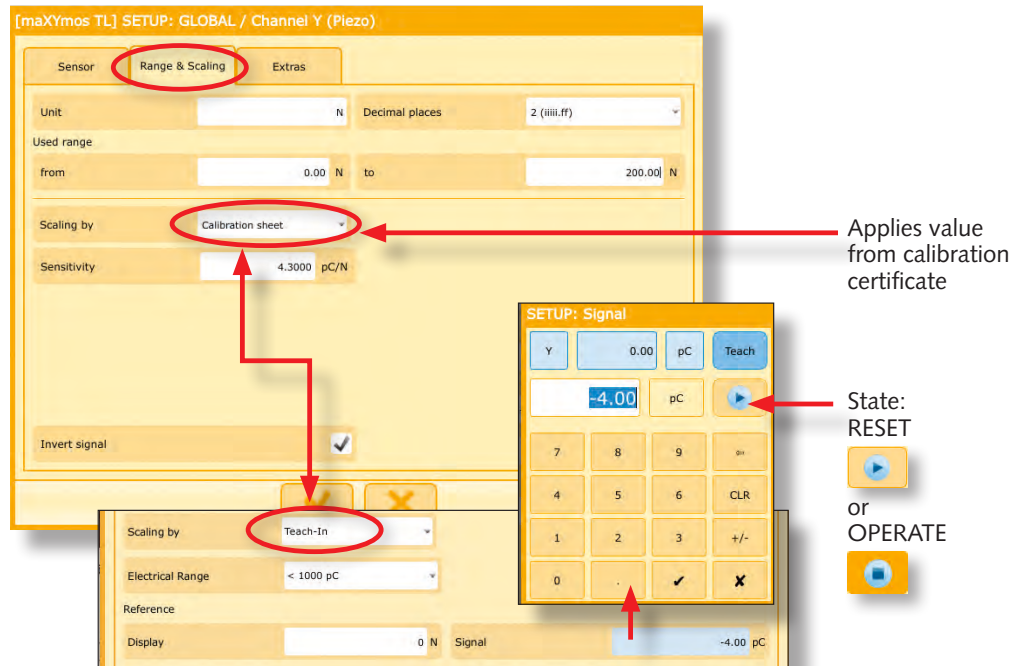 [maXYmos TL] SETUP: GLOBAL / Channel Y (Piezo)
Sensor Range & Scaling Extras
Unit N Decimal places 2 (iiiii.ff)
Used range
from 0.00 N to 200.00 N
Scaling by Calibration sheet
Sensitivity 4.3000 pC/N
Invert signal
Applies value
from calibration
certificate
SETUP: Signal
Y 0.00 pC Teach
-4.00 pC
7 8 9 ⇦
4 5 6 CLR
1 2 3 +/-
0 . ✔ ✘
State:
RESET
or
OPERATE
Scaling by Teach-In
Electrical Range < 1000 pC
Reference
Display 0 N Signal -4.00 pC